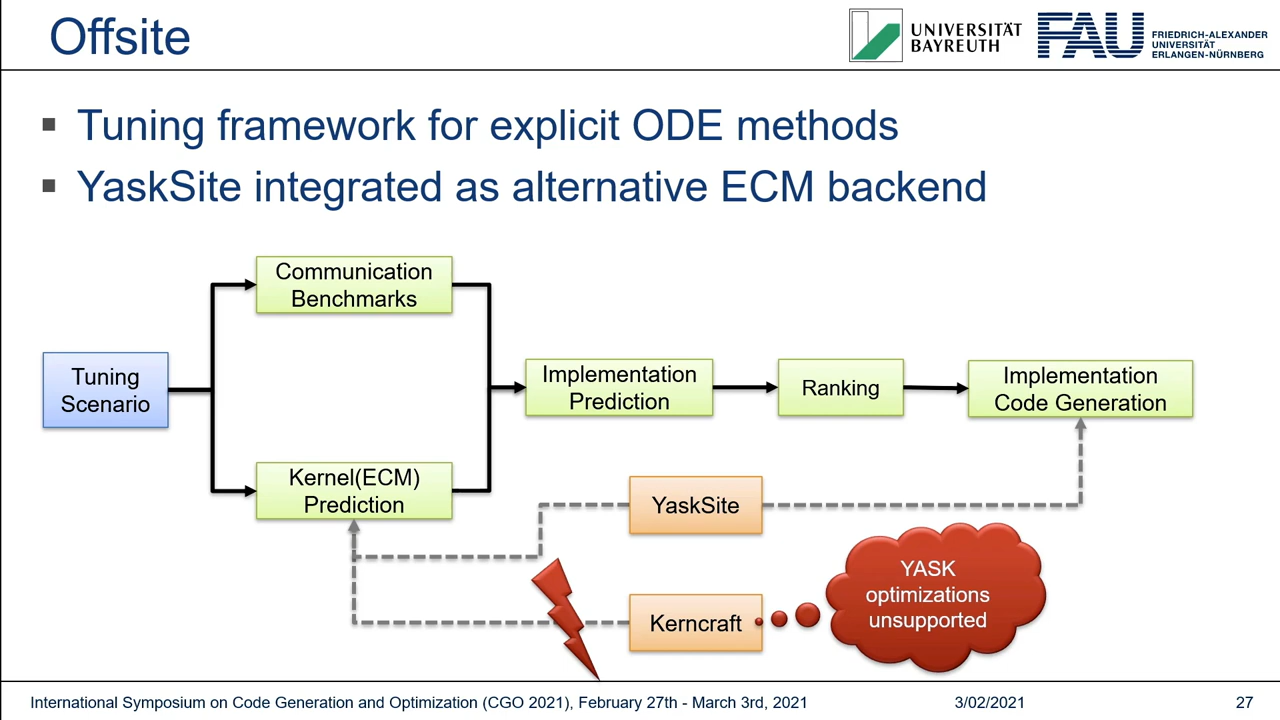 Offsite
UNIVERSITÄT
BAYREUTH
FAU
FRIEDRICH-ALEXANDER
UNIVERSITÄT
ERLANGEN-NÜRNBERG
▪ Tuning framework for explicit ODE methods
▪ YaskSite integrated as alternative ECM backend
Communication
Benchmarks
Tuning
Scenario
Implementation
Prediction
Ranking
Implementation
Code Generation
Kernel(ECM)
Prediction
YaskSite
Kerncraft
YASK
optimizations
unsupported
International Symposium on Code Generation and Optimization (CGO 2021), February 27th - March 3rd, 2021
3/02/2021
27